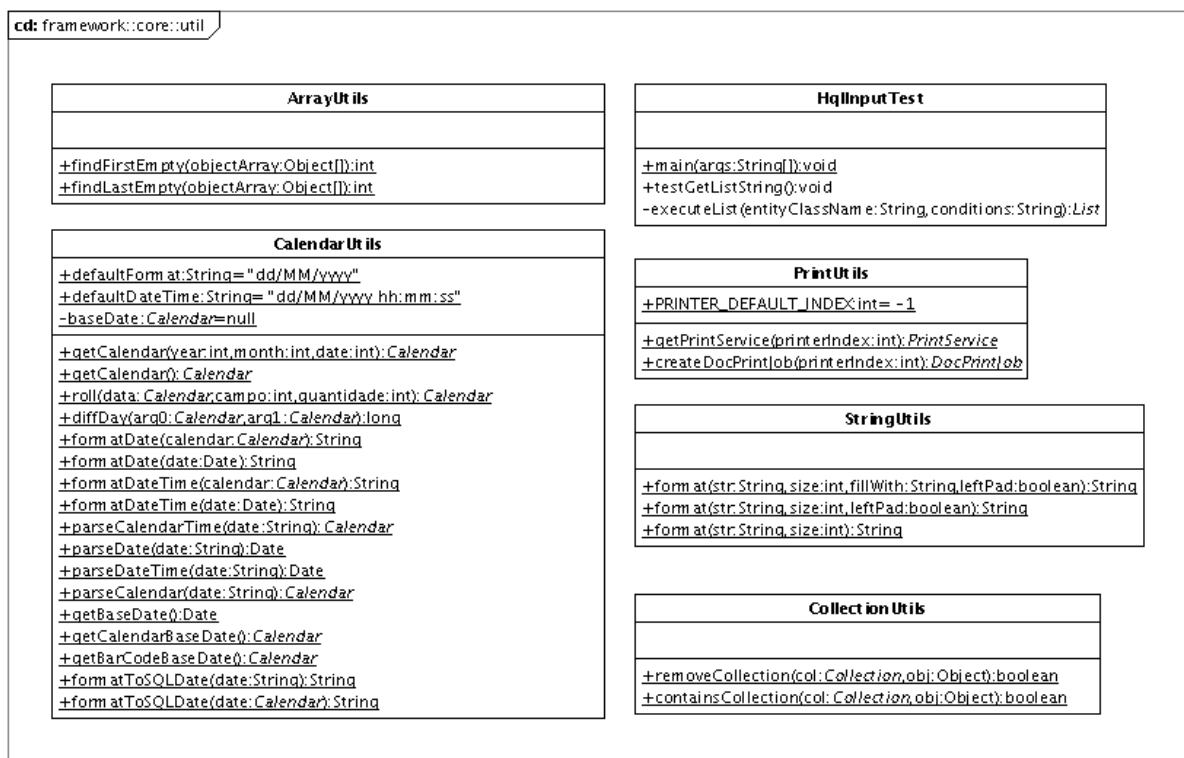 cd: framework::core::util
ArrayUtils
+findFirstEmpty(objectArray:Object[]):int
+findLastEmpty(objectArray:Object[]):int
CalendarUtils
+defaultFormat:String="dd/MM/yyyy"
+defaultDateTime:String="dd/MM/yyyy hh:mm:ss"
-baseDate:Calendar=null
+getCalendar(year:int,month:int,date:int):Calendar
+getCalendar():Calendar
+roll(data:Calendar,campo:int,quantidade:int):Calendar
+diffDay(arg0:Calendar,arg1:Calendar):long
+formatDate(calendar:Calendar):String
+formatDate(date:Date):String
+formatDateTime(calendar:Calendar):String
+formatDateTime(date:Date):String
+parseCalendarTime(date:String):Calendar
+parseDate(date:String):Date
+parseDateTime(date:String):Date
+parseCalendar(date:String):Calendar
+getBaseDate():Date
+getCalendarBaseDate():Calendar
+getBarCodeBaseDate():Calendar
+formatToSQLDate(date:String):String
+formatToSQLDate(date:Calendar):String
HqlInputTest
+main(args:String[]):void
+testGetListString():void
-executeList(entityClassName:String,conditions:String):List
PrintUtils
+PRINTER_DEFAULT_INDEX:int= -1
+getPrintService(printerIndex:int):PrintService
+createDocPrintJob(printerIndex:int):DocPrintJob
StringUtils
+format(str:String,size:int,fillWith:String,leftPad:boolean):String
+format(str:String,size:int,leftPad:boolean):String
+format(str:String,size:int):String
CollectionUtils
+removeCollection(col:Collection,obj:Object):boolean
+containsCollection(col:Collection,obj:Object):boolean